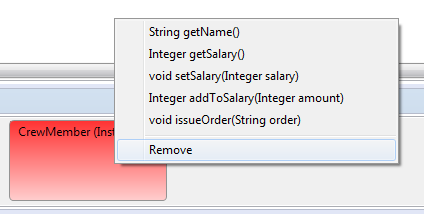 String getName()
Integer getSalary()
void setSalary(Integer salary)
Integer addToSalary(Integer amount)
void issueOrder(String order)
Remove
CrewMember (Inst